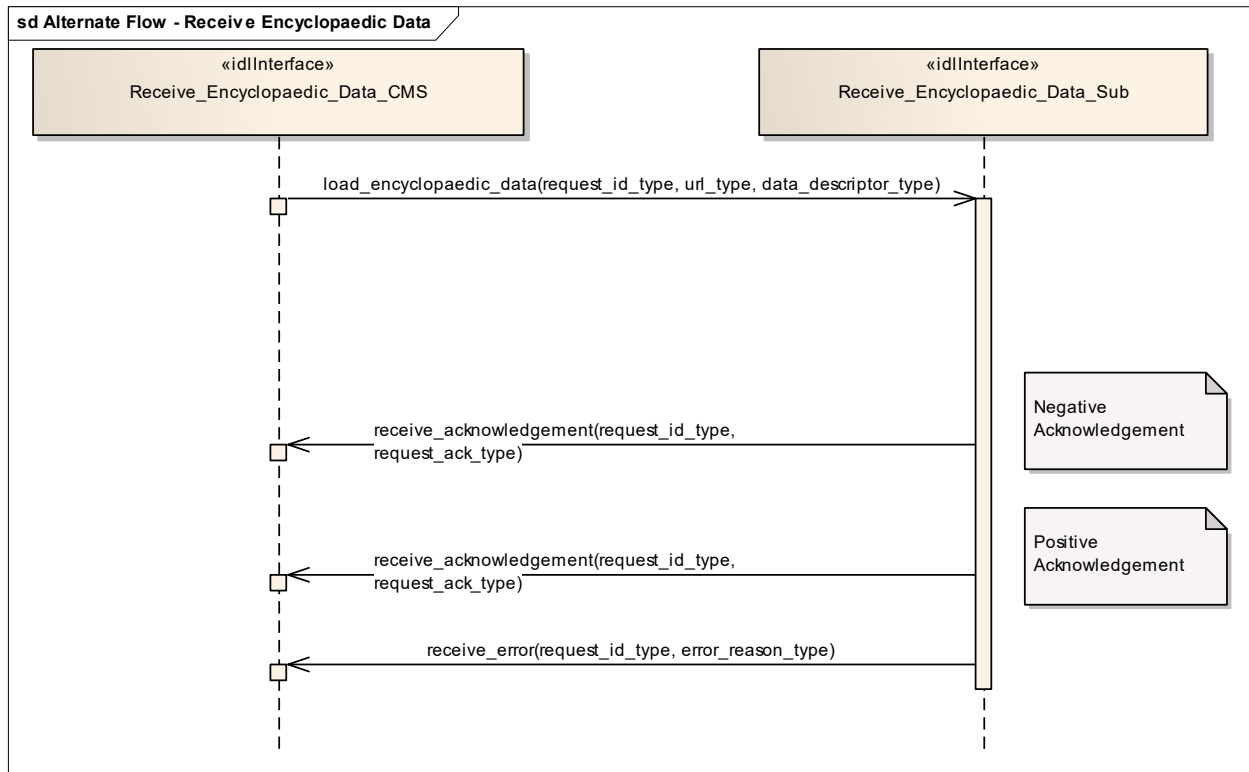 sd Alternate Flow - Receive Encyclopaedic Data
«idlInterface»
Receive_Encyclopaedic_Data_CMS
«idlInterface»
Receive_Encyclopaedic_Data_Sub
load_encyclopaedic_data(request_id_type, url_type, data_descriptor_type)
receive_acknowledgement(request_id_type,
request_ack_type)
Negative
Acknowledgement
receive_acknowledgement(request_id_type,
request_ack_type)
Positive
Acknowledgement
receive_error(request_id_type, error_reason_type)